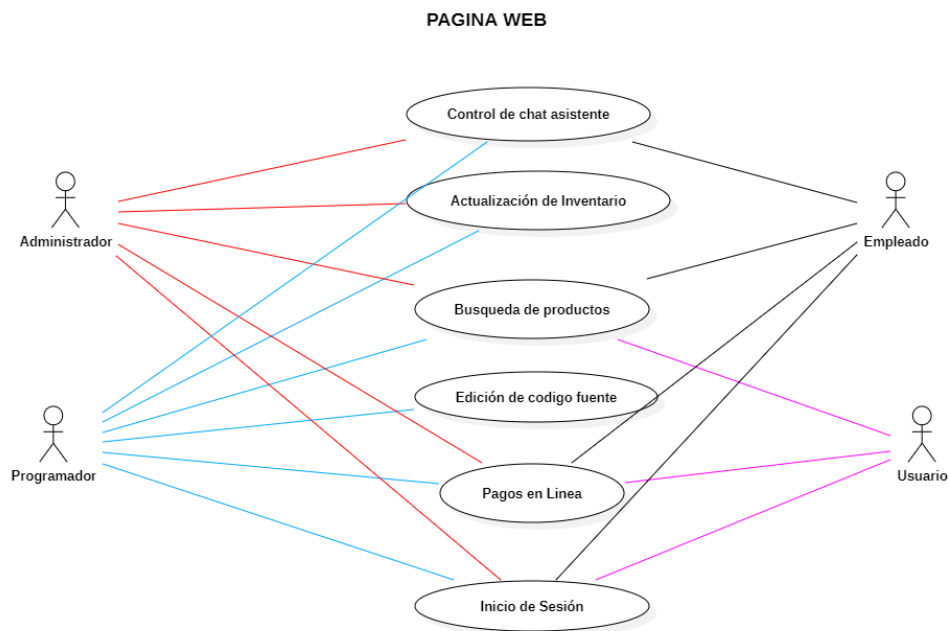 PAGINA WEB
Control de chat asistente
Actualización de Inventario
Administrador
Empleado
Busqueda de productos
Edición de codigo fuente
Programador
Usuario
Pagos en Linea
Inicio de Sesión